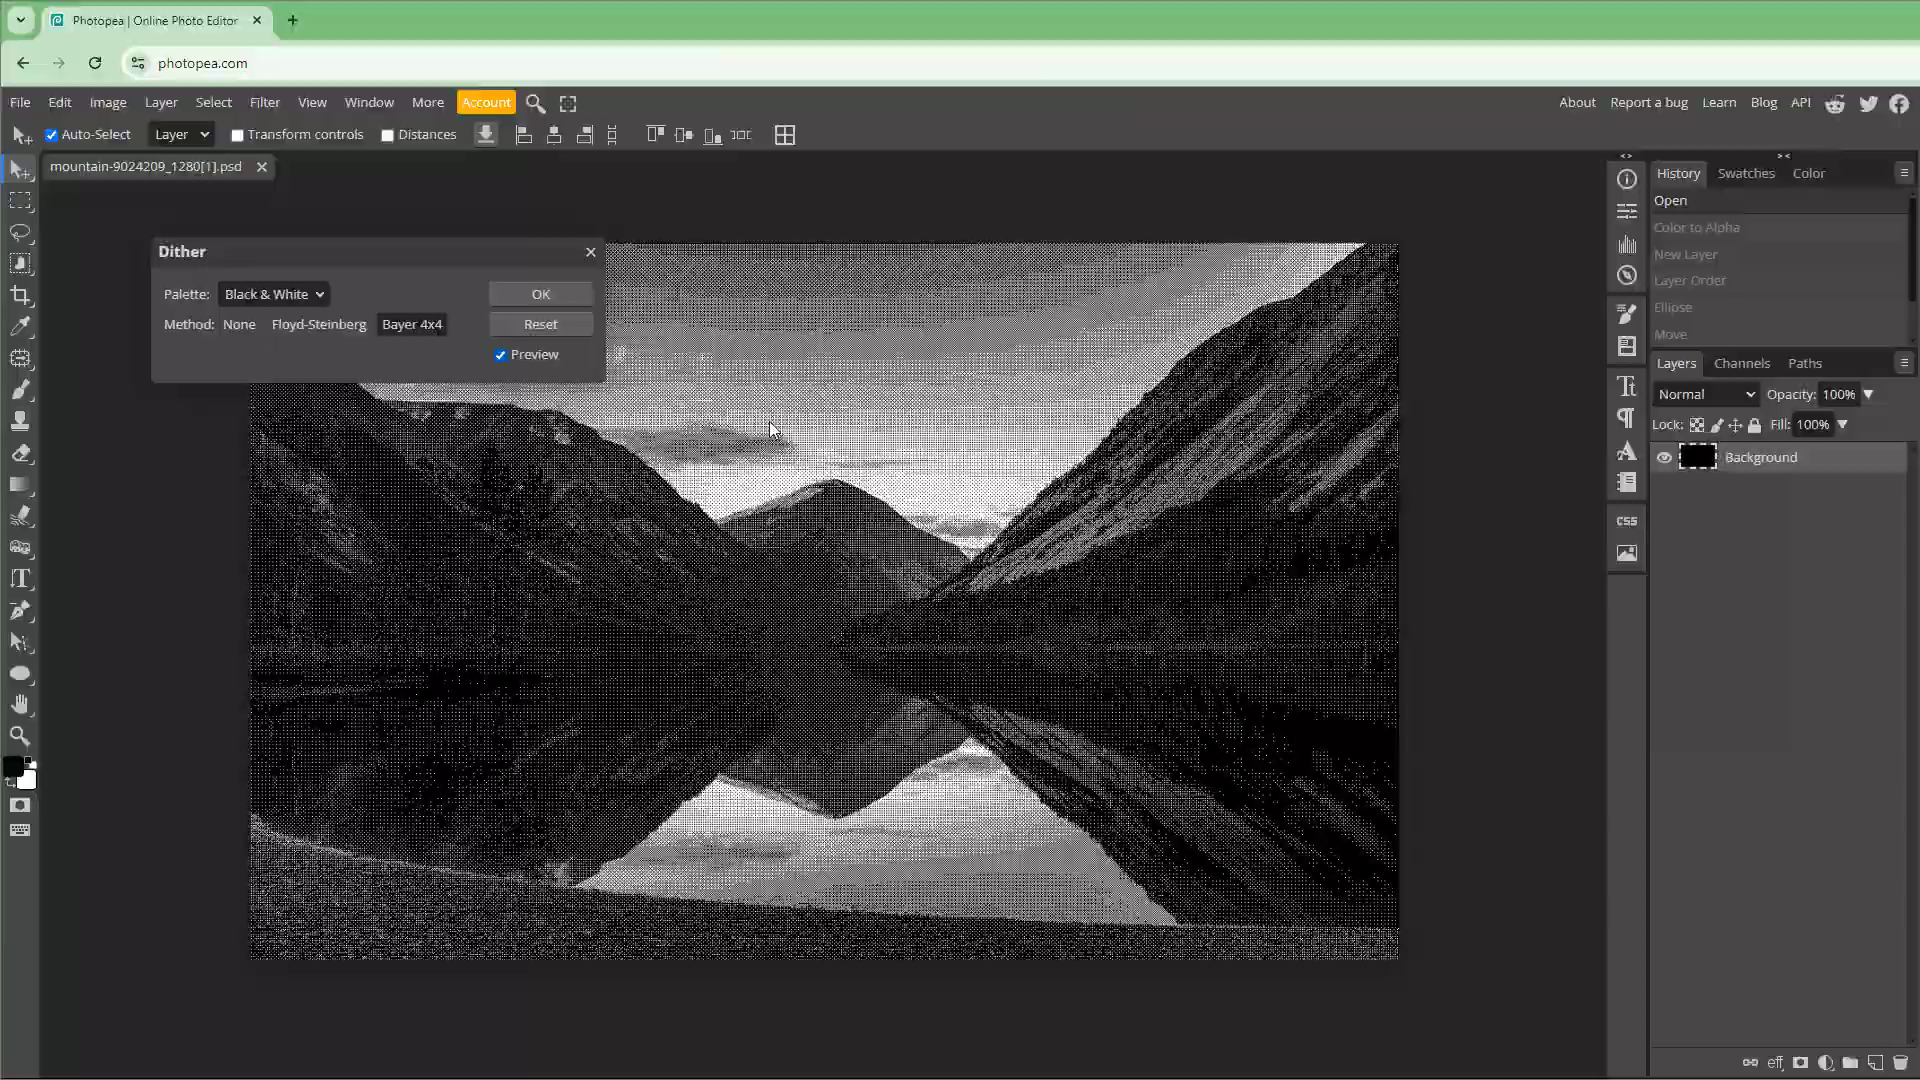 Photopea | Online Photo Editor
photopea.com
File Edit Image Layer Select Filter View Window More Account
About Report a bug Learn Blog API
Auto-Select Layer Transform controls Distances
mountain-9024209_1280[1].psd
Dither
Palette: Black & White OK
Method: None Floyd-Steinberg Bayer 4x4 Reset
Preview
History Swatches Color
Open
Color to Alpha
New Layer
Layer Order
Ellipse
Move
Layers Channels Paths
Normal Opacity: 100%
Lock: Fill: 100%
Background
CSS
eff